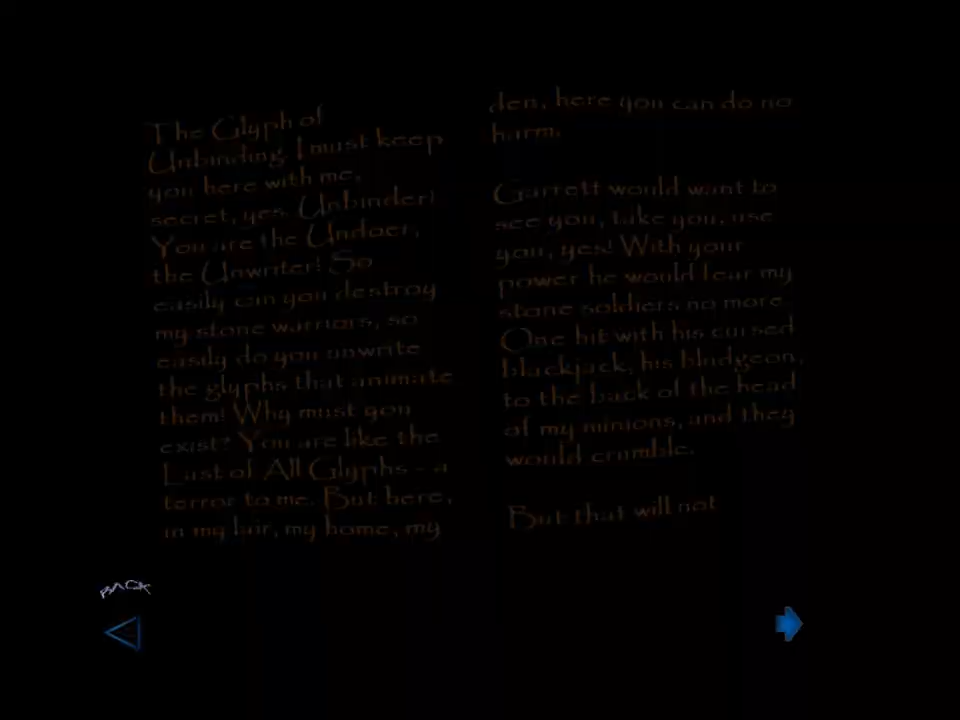 The Glyph of
Unbinding. I must keep
you here with me,
secret, yes. Unbinder!
You are the Undoer,
the Unwriter! So
easily can you destroy
my stone warriors, so
easily do you unwrite
the glyphs that animate
them! Why must you
exist? You are like the
Last of All Glyphs - a
terror to me. But here,
in my lair, my home, my
den, here you can do no
harm.
Garrett would want to
see you, take you, use
you, yes! With your
power he would fear my
stone soldiers no more.
One hit with his cursed
blackjack, his bludgeon,
to the back of the head
of my minions, and they
would crumble.
But that will not
BACK